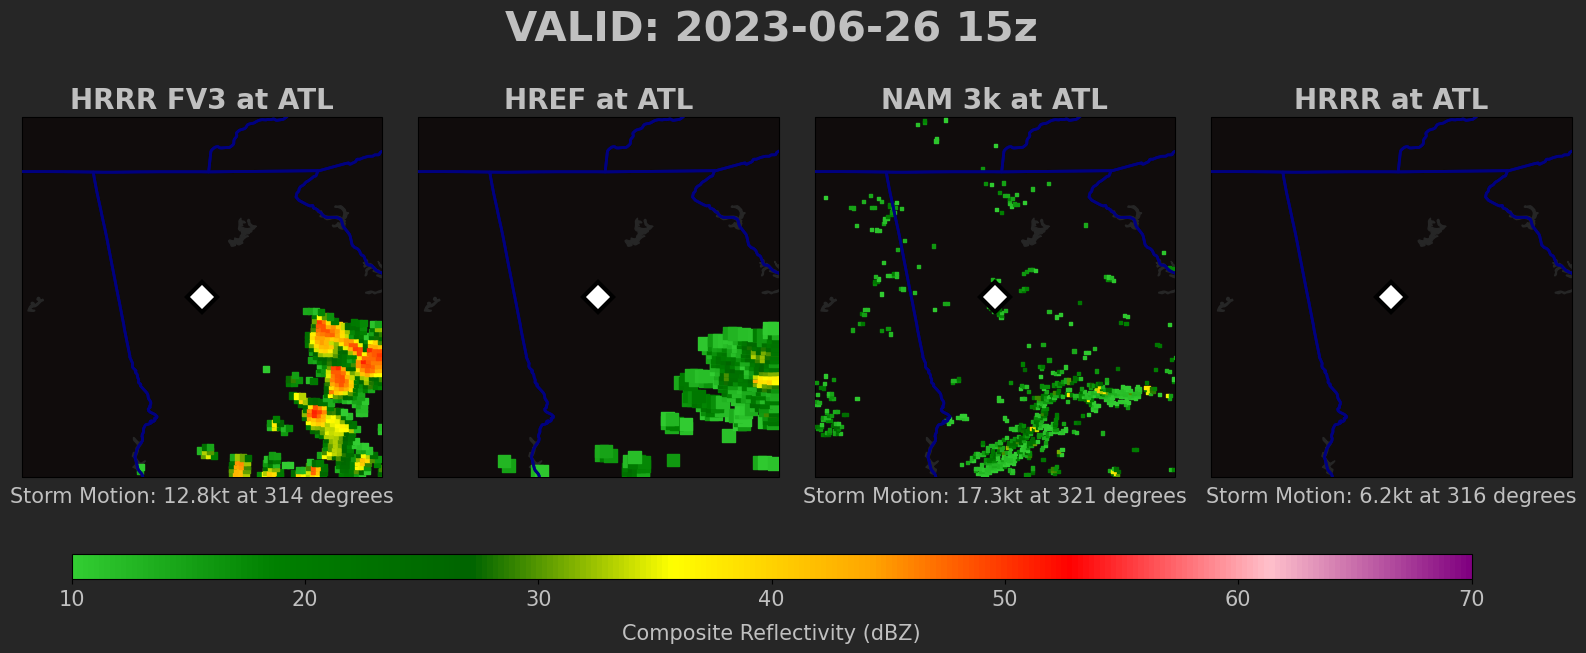 VALID: 2023-06-26 15z
HRRR FV3 at ATL
HREF at ATL
NAM 3k at ATL
HRRR at ATL
Storm Motion: 12.8kt at 314 degrees
Storm Motion: 17.3kt at 321 degrees
Storm Motion: 6.2kt at 316 degrees
10 20 30 40 50 60 70
Composite Reflectivity (dBZ)